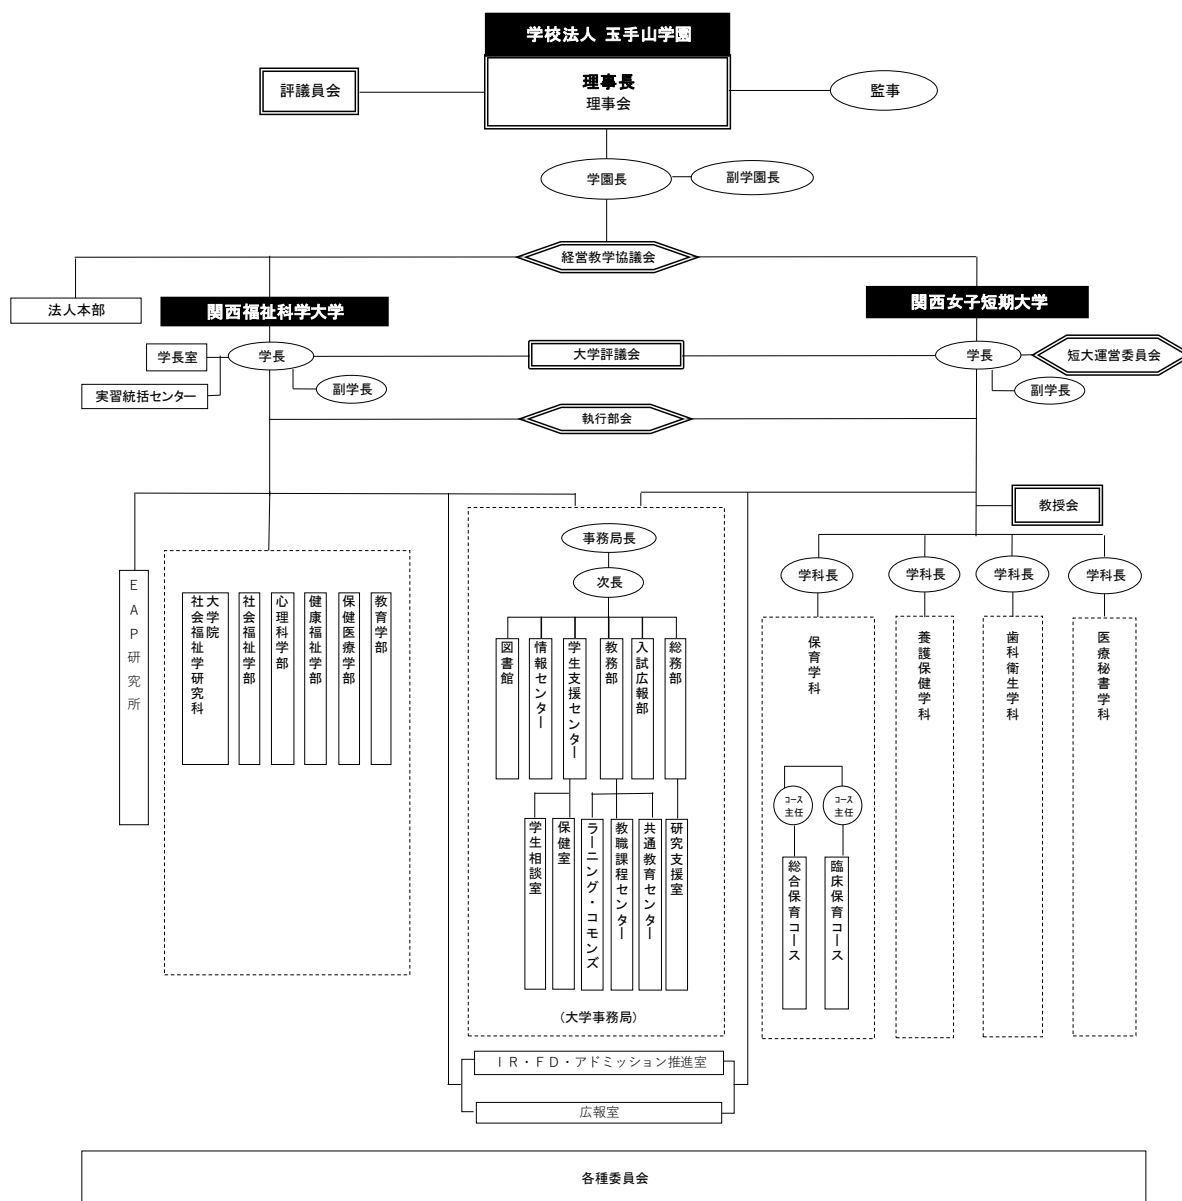 学校法人 玉手山学園
理事長
理事会
評議員会
監事
学園長
副学園長
経営教学協議会
法人本部
関西福祉科学大学
関西女子短期大学
学長室
学長
大学評議会
学長
短大運営委員会
実習統括センター
副学長
副学長
執行部会
教授会
事務局長
次長
学科長
学科長
学科長
学科長
EAP研究所
大学院
社会福祉学研究科
社会福祉学部
心理科学部
健康福祉学部
保健医療学部
教育学部
図書館
情報センター
学生支援センター
教務部
入試広報部
総務部
保育学科
養護保健学科
歯科衛生学科
医療秘書学科
コース
主任
コース
主任
学生相談室
保健室
ラーニング・コモンズ
教職課程センター
共通教育センター
研究支援室
総合保育コース
臨床保育コース
(大学事務局)
IR・FD・アドミッション推進室
広報室
各種委員会